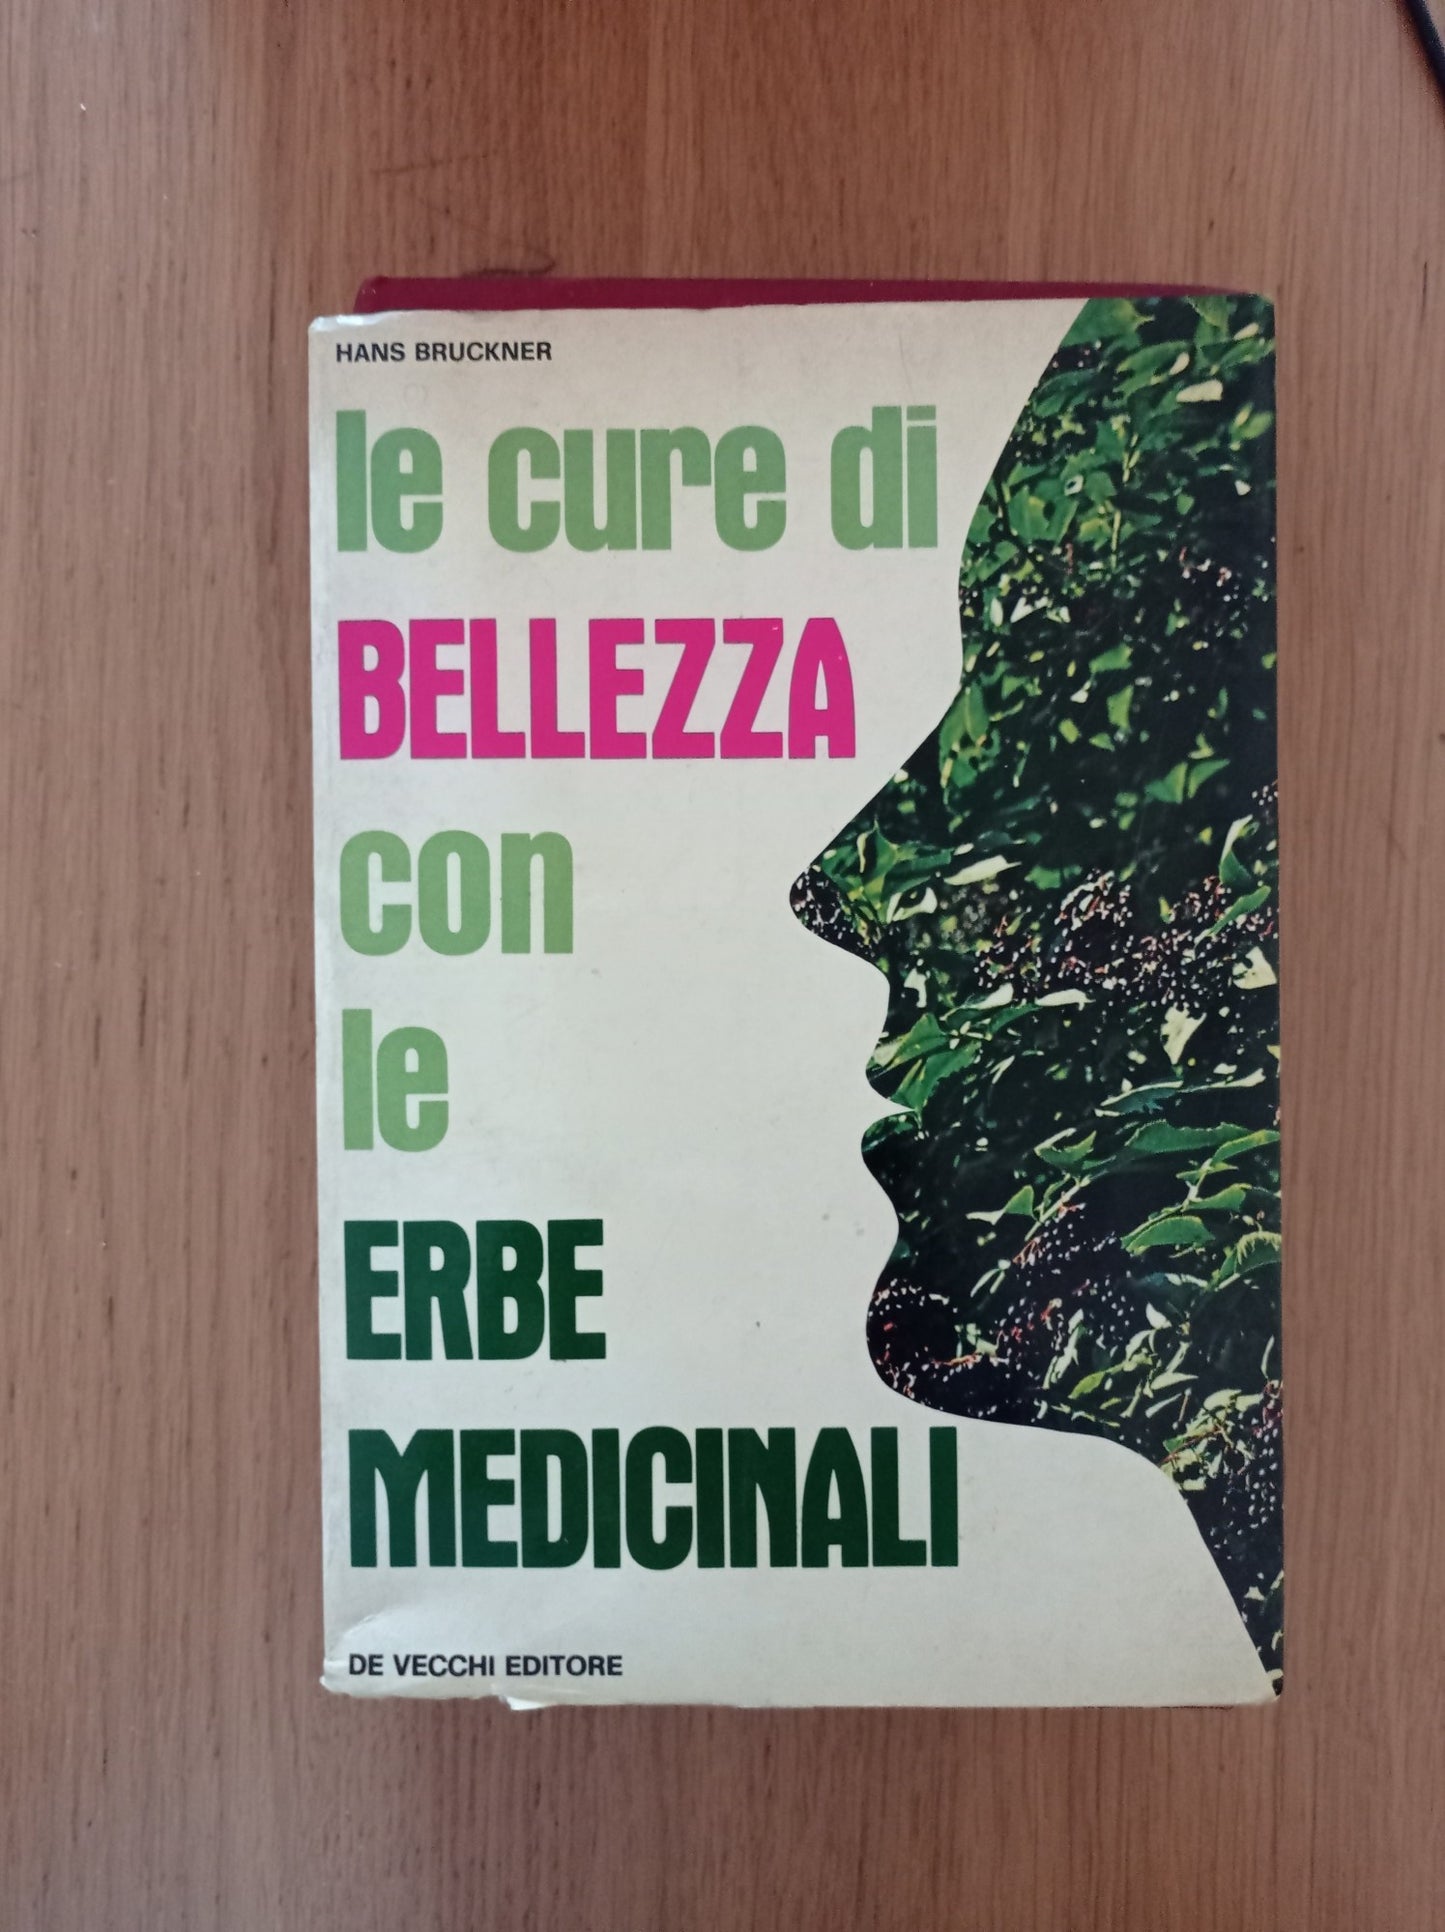 HANS BRUCKNER
le cure di
BELLEZZA
con
le
ERBE
MEDICINALI
DE VECCHI EDITORE